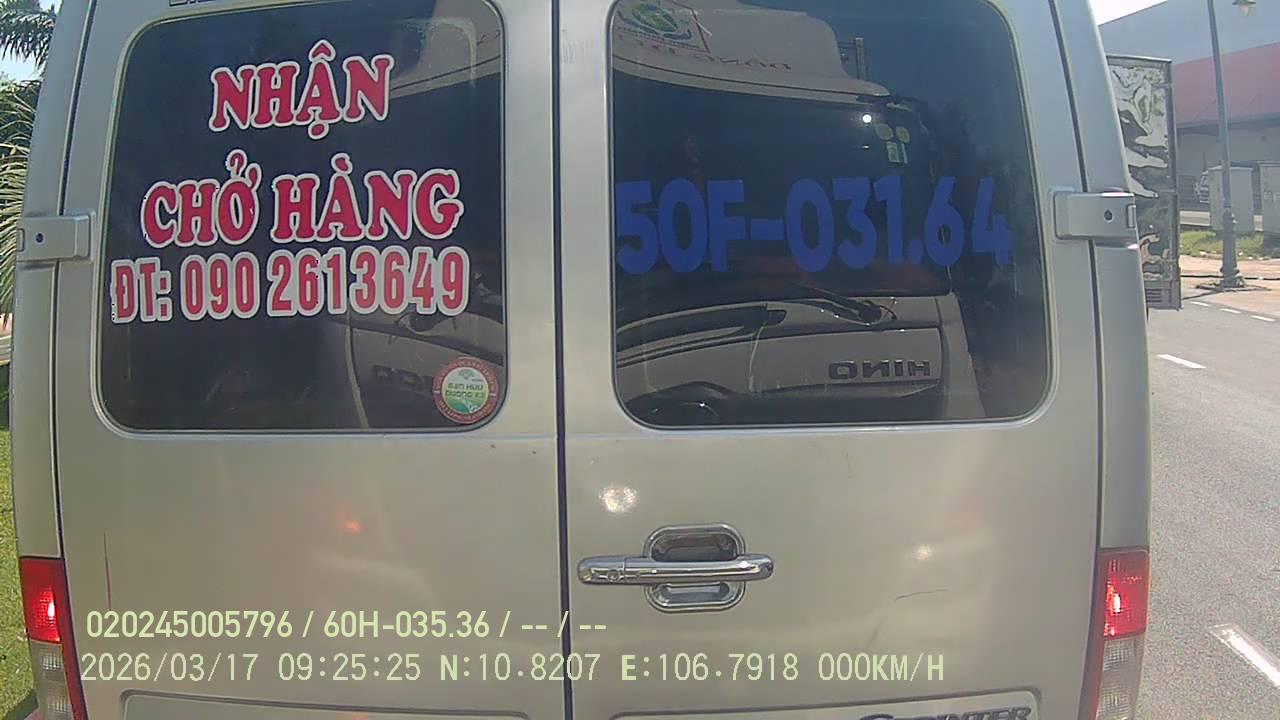 NHẬN
CHỞ HÀNG
ĐT: 090 2613649
50F-031.64
HINO
020245005796 / 60H-035.36 / -- / --
2026/03/17 09:25:25 N:10.8207 E:106.7918 000KM/H
SPRINTER